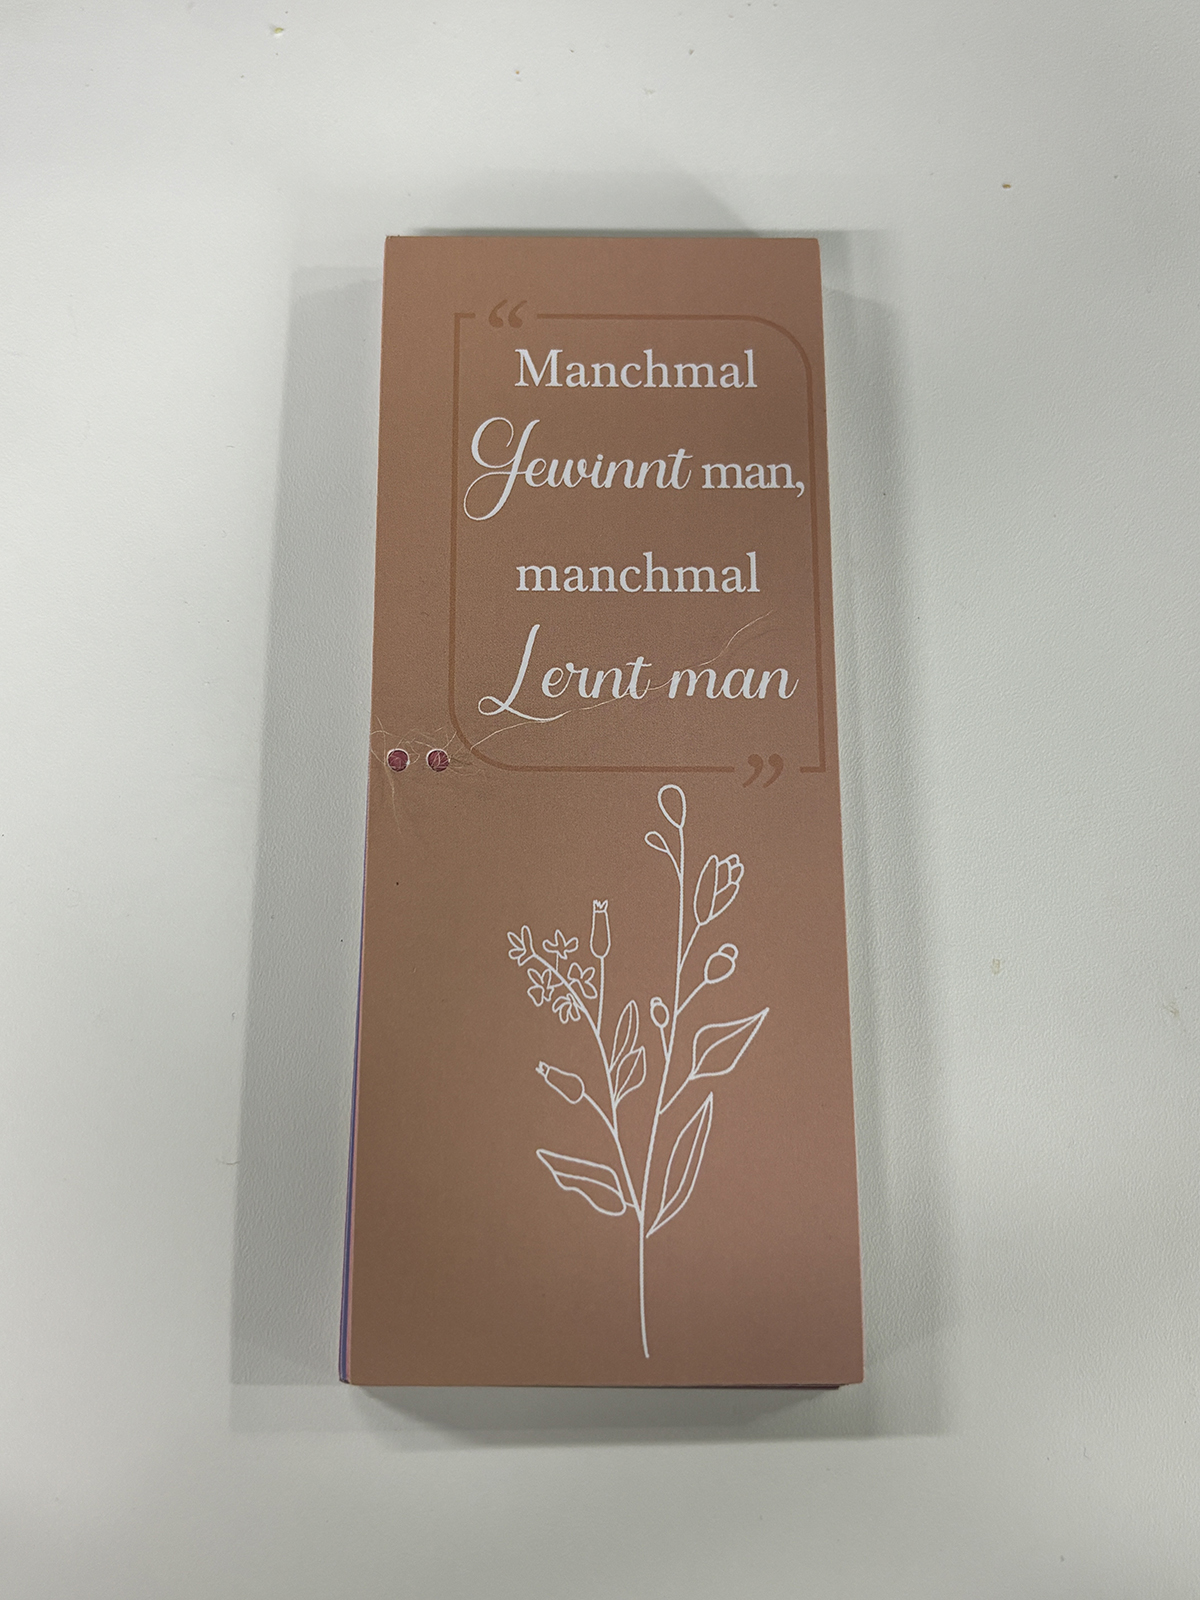 “
Manchmal
Gewinnt man,
manchmal
Lernt man
”